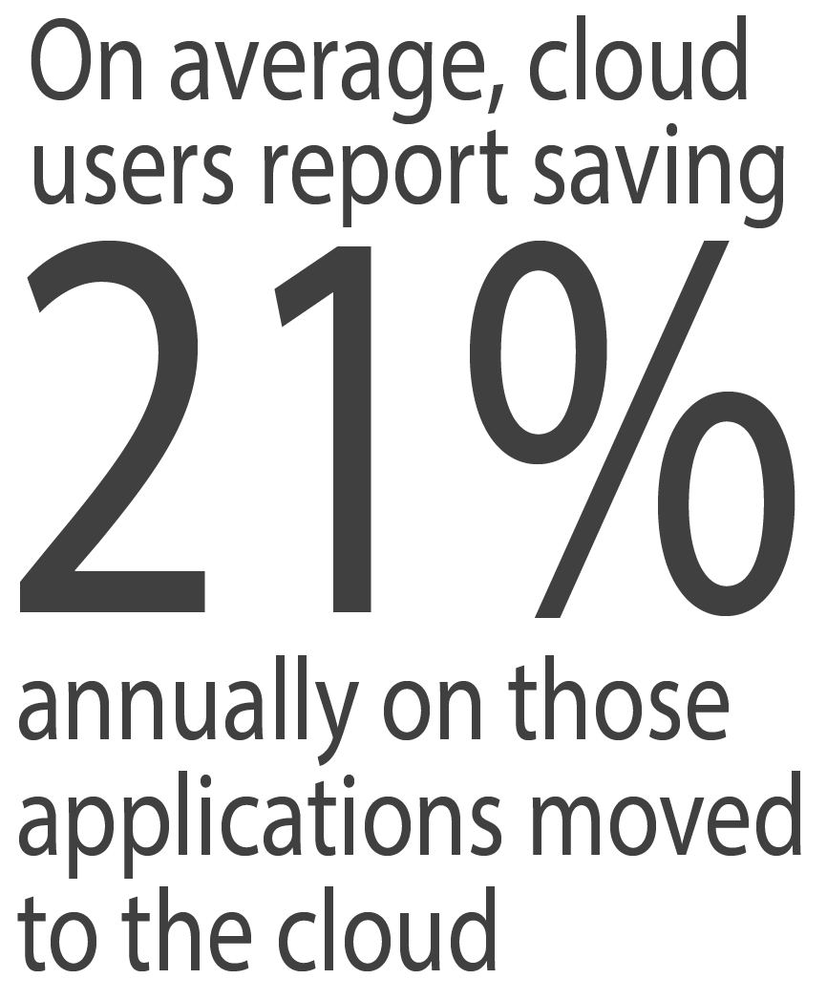 On average, cloud
users report saving
21%
annually on those
applications moved
to the cloud